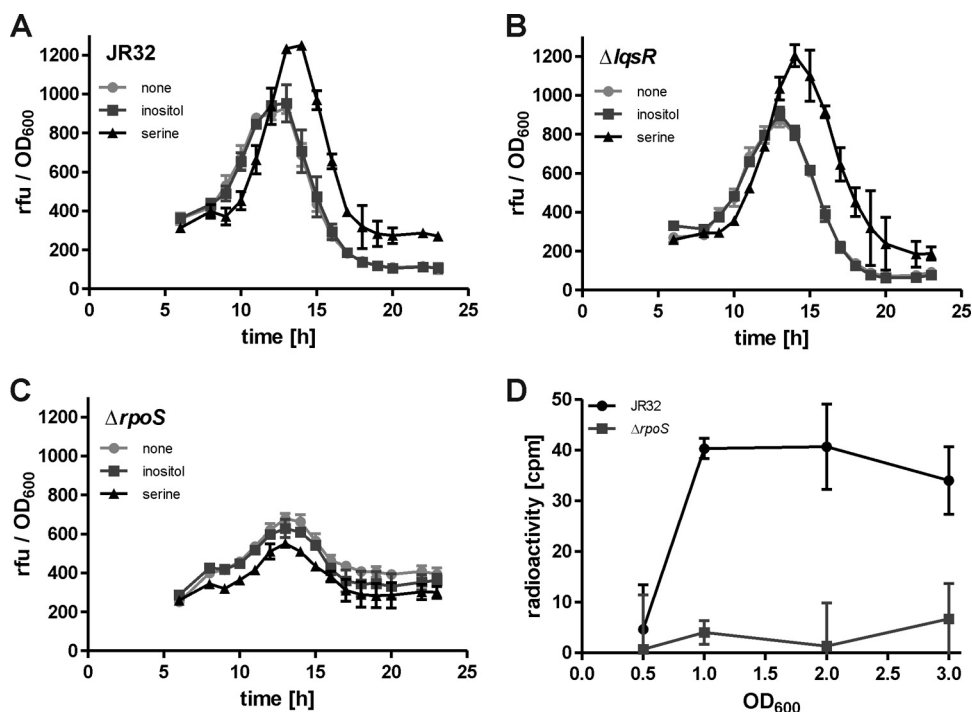 A
JR32
none
inositol
serine
rfu / OD600
1200
1000
800
600
400
200
0
0 5 10 15 20 25
time [h]
B
ΔlqsR
none
inositol
serine
rfu / OD600
1200
1000
800
600
400
200
0
0 5 10 15 20 25
time [h]
C
ΔrpoS
none
inositol
serine
rfu / OD600
1200
1000
800
600
400
200
0
0 5 10 15 20 25
time [h]
D
JR32
ΔrpoS
radioactivity [cpm]
50
40
30
20
10
0
0.0 0.5 1.0 1.5 2.0 2.5 3.0
OD600